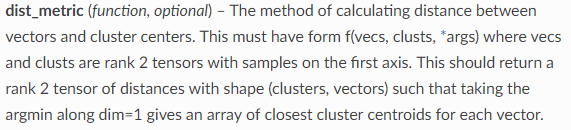 dist_metric (function, optional) – The method of calculating distance between
vectors and cluster centers. This must have form f(vecs, clusts, *args) where vecs
and clusts are rank 2 tensors with samples on the first axis. This should return a
rank 2 tensor of distances with shape (clusters, vectors) such that taking the
argmin along dim=1 gives an array of closest cluster centroids for each vector.